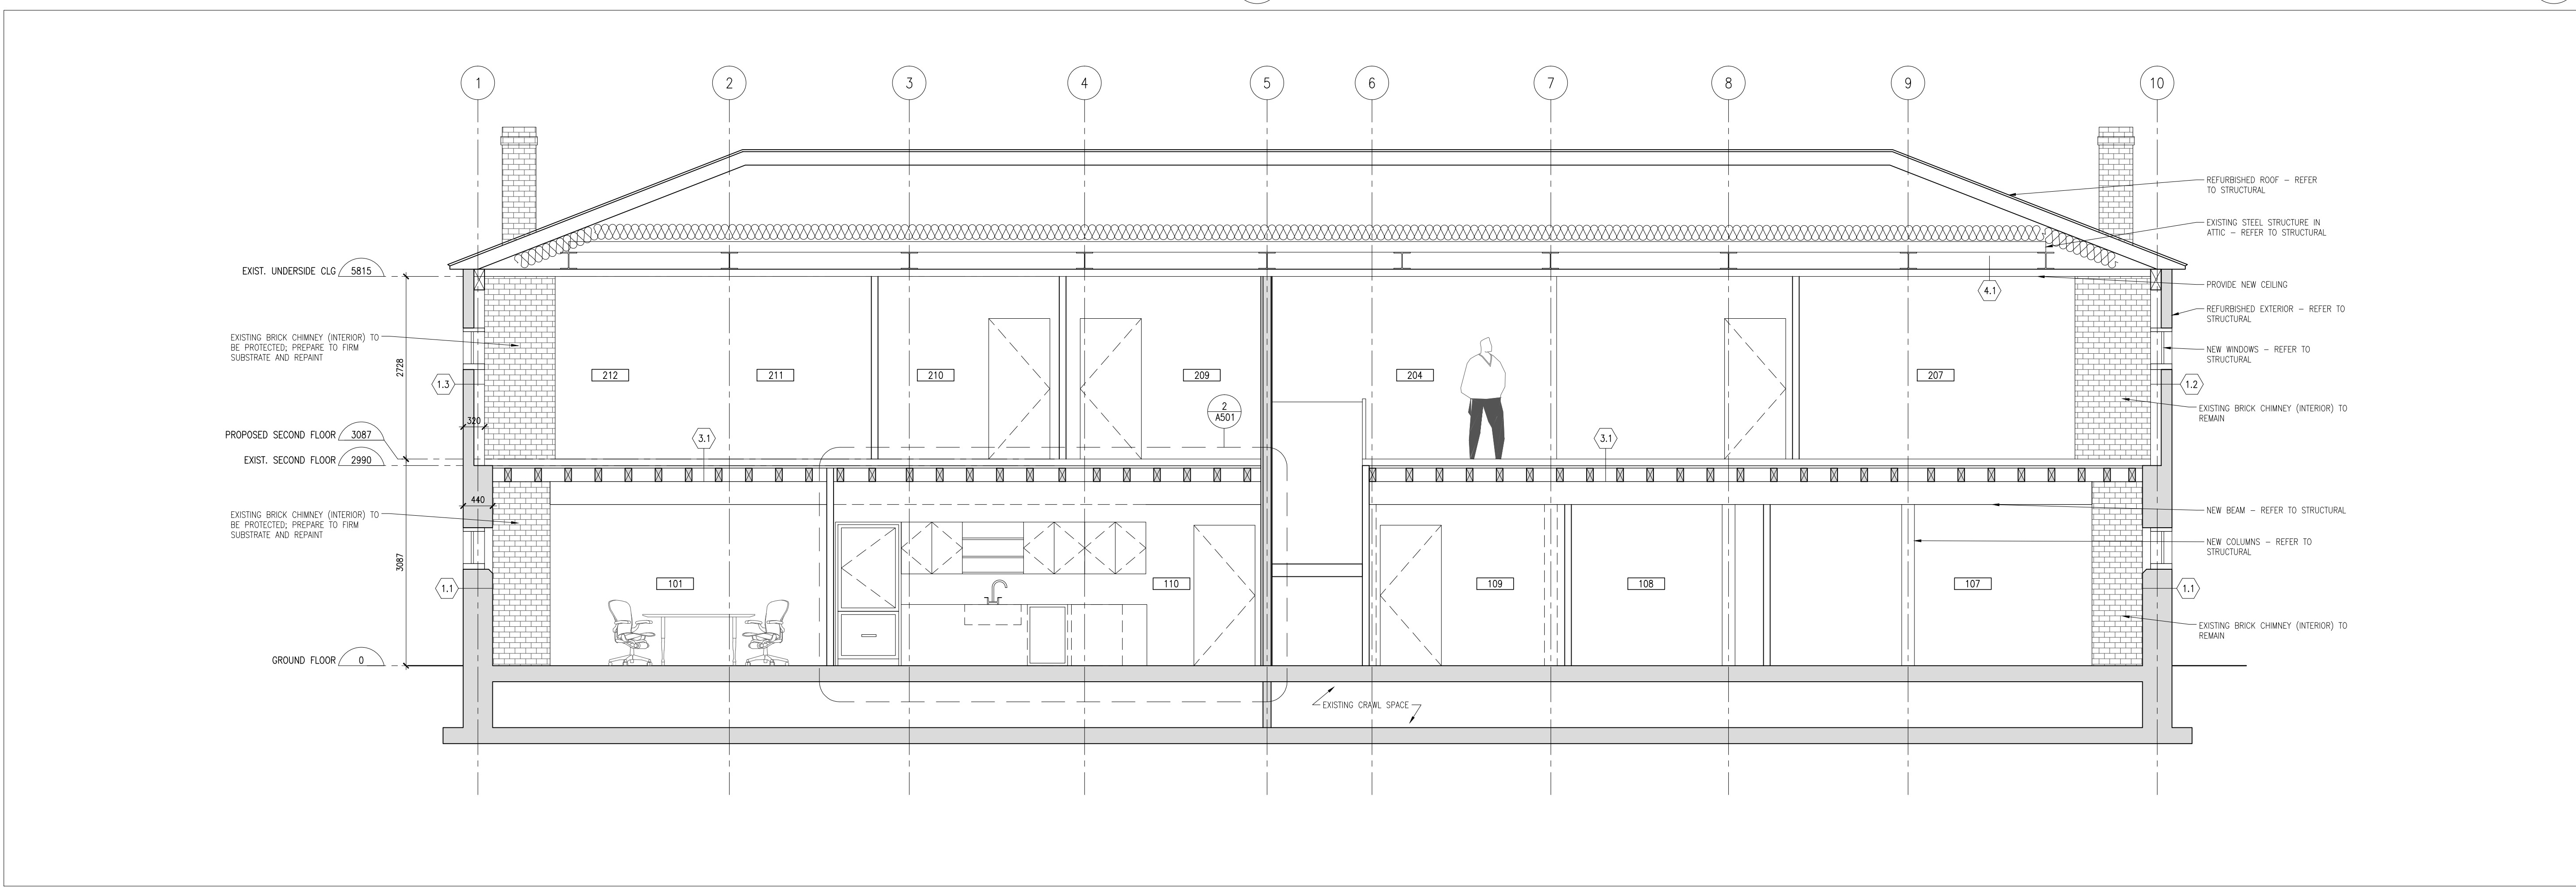 1 2 3 4 5 6 7 8 9 10
REFURBISHED ROOF – REFER
TO STRUCTURAL
EXISTING STEEL STRUCTURE IN
ATTIC – REFER TO STRUCTURAL
EXIST. UNDERSIDE CLG 5815
PROVIDE NEW CEILING
4.1
REFURBISHED EXTERIOR – REFER TO
STRUCTURAL
EXISTING BRICK CHIMNEY (INTERIOR) TO
BE PROTECTED; PREPARE TO FIRM
SUBSTRATE AND REPAINT
NEW WINDOWS – REFER TO
STRUCTURAL
2728
212 211 210 209 204 207
1.3
1.2
EXISTING BRICK CHIMNEY (INTERIOR) TO
REMAIN
2
A501
320
PROPOSED SECOND FLOOR 3087
3.1
3.1
EXIST. SECOND FLOOR 2990
440
EXISTING BRICK CHIMNEY (INTERIOR) TO
BE PROTECTED; PREPARE TO FIRM
SUBSTRATE AND REPAINT
NEW BEAM – REFER TO STRUCTURAL
NEW COLUMNS – REFER TO
STRUCTURAL
3087
101 110 109 108 107
1.1
1.1
EXISTING BRICK CHIMNEY (INTERIOR) TO
REMAIN
GROUND FLOOR 0
EXISTING CRAWL SPACE